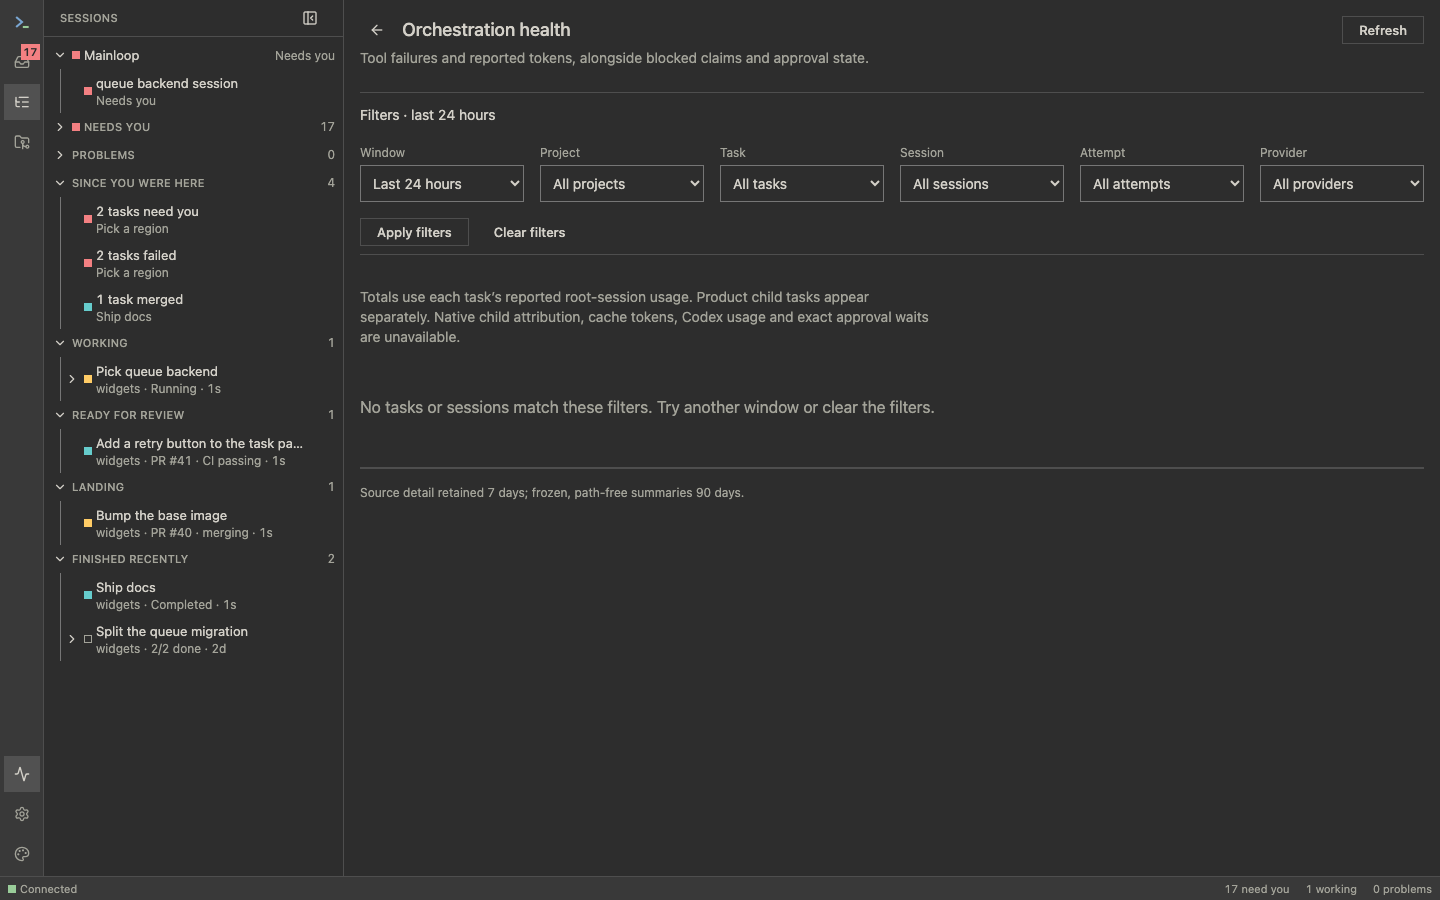 SESSIONS
17
Mainloop
Needs you
queue backend session
Needs you
NEEDS YOU
17
PROBLEMS
0
SINCE YOU WERE HERE
4
2 tasks need you
Pick a region
2 tasks failed
Pick a region
1 task merged
Ship docs
WORKING
1
Pick queue backend
widgets · Running · 1s
READY FOR REVIEW
1
Add a retry button to the task pa...
widgets · PR #41 · CI passing · 1s
LANDING
1
Bump the base image
widgets · PR #40 · merging · 1s
FINISHED RECENTLY
2
Ship docs
widgets · Completed · 1s
Split the queue migration
widgets · 2/2 done · 2d
Orchestration health
Refresh
Tool failures and reported tokens, alongside blocked claims and approval state.
Filters · last 24 hours
Window
Project
Task
Session
Attempt
Provider
Last 24 hours
All projects
All tasks
All sessions
All attempts
All providers
Apply filters
Clear filters
Totals use each task's reported root-session usage. Product child tasks appear
separately. Native child attribution, cache tokens, Codex usage and exact approval waits
are unavailable.
No tasks or sessions match these filters. Try another window or clear the filters.
Source detail retained 7 days; frozen, path-free summaries 90 days.
Connected
17 need you
1 working
0 problems